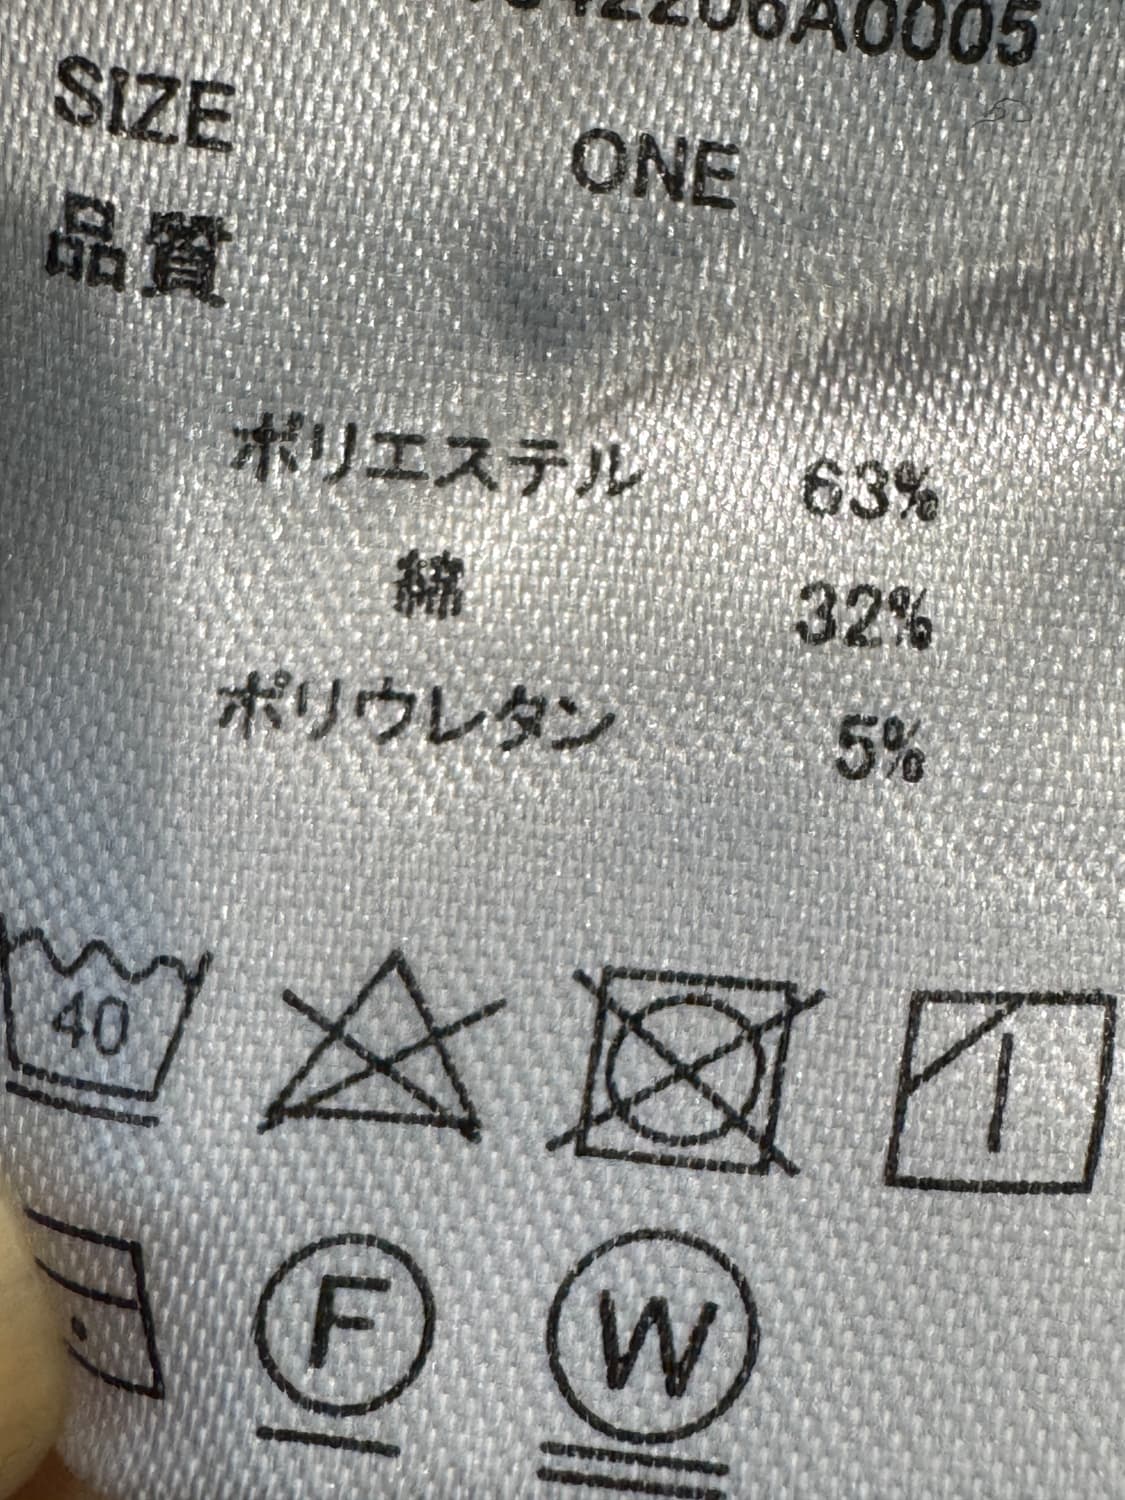 06A0005
SIZE ONE
品質
ポリエステル 63%
綿 32%
ポリウレタン 5%
40
F
W